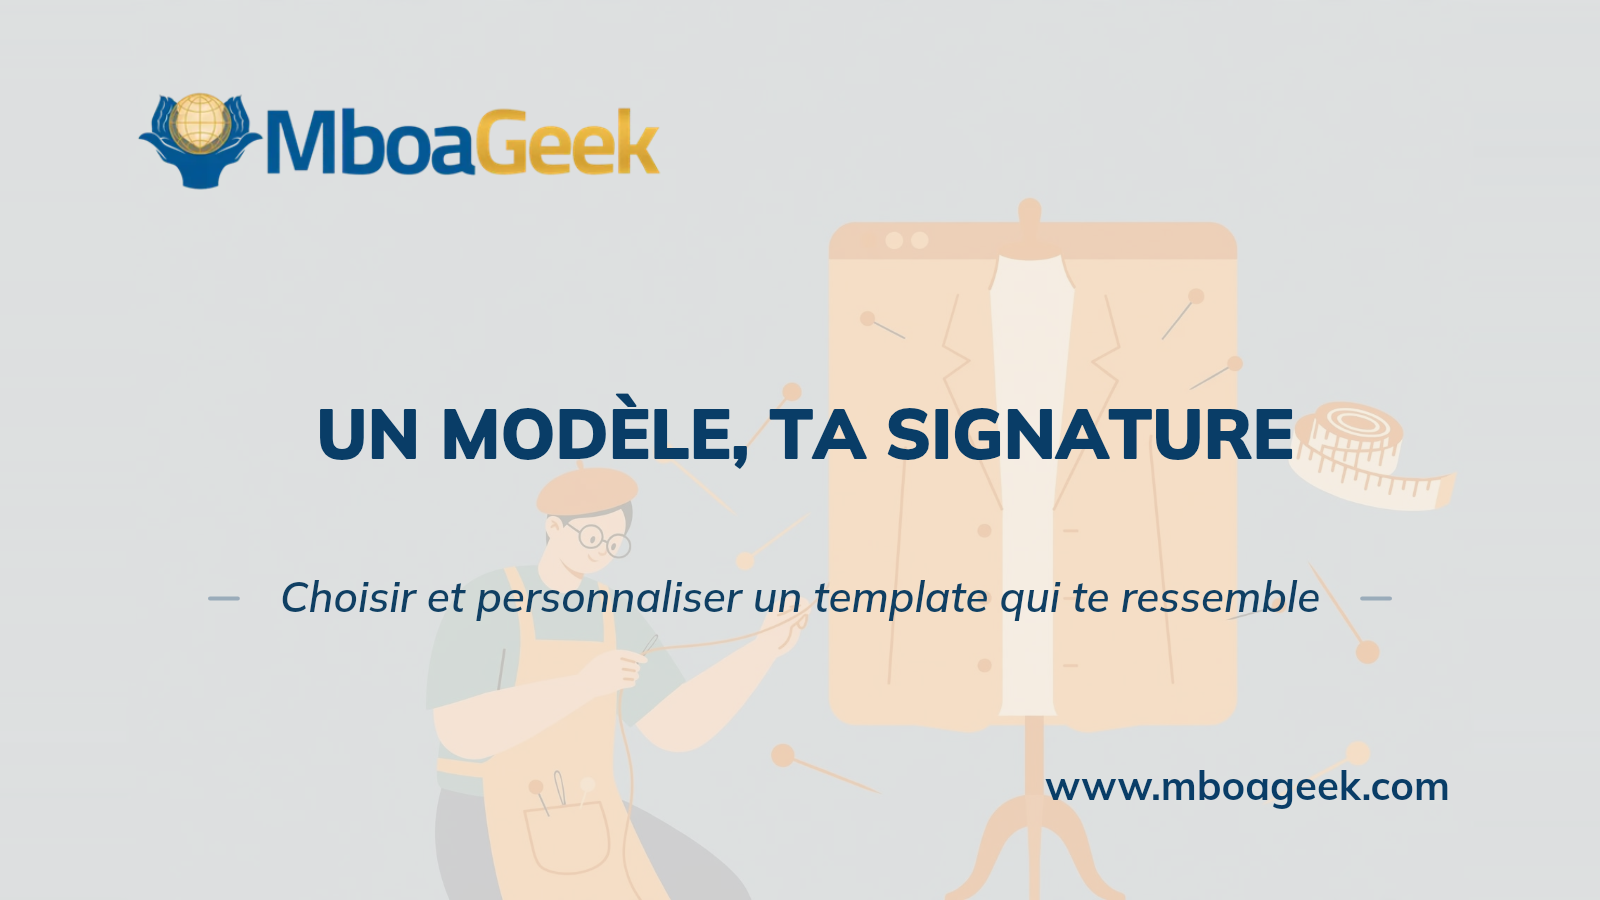 MboaGeek
UN MODÈLE, TA SIGNATURE
Choisir et personnaliser un template qui te ressemble
www.mboageek.com